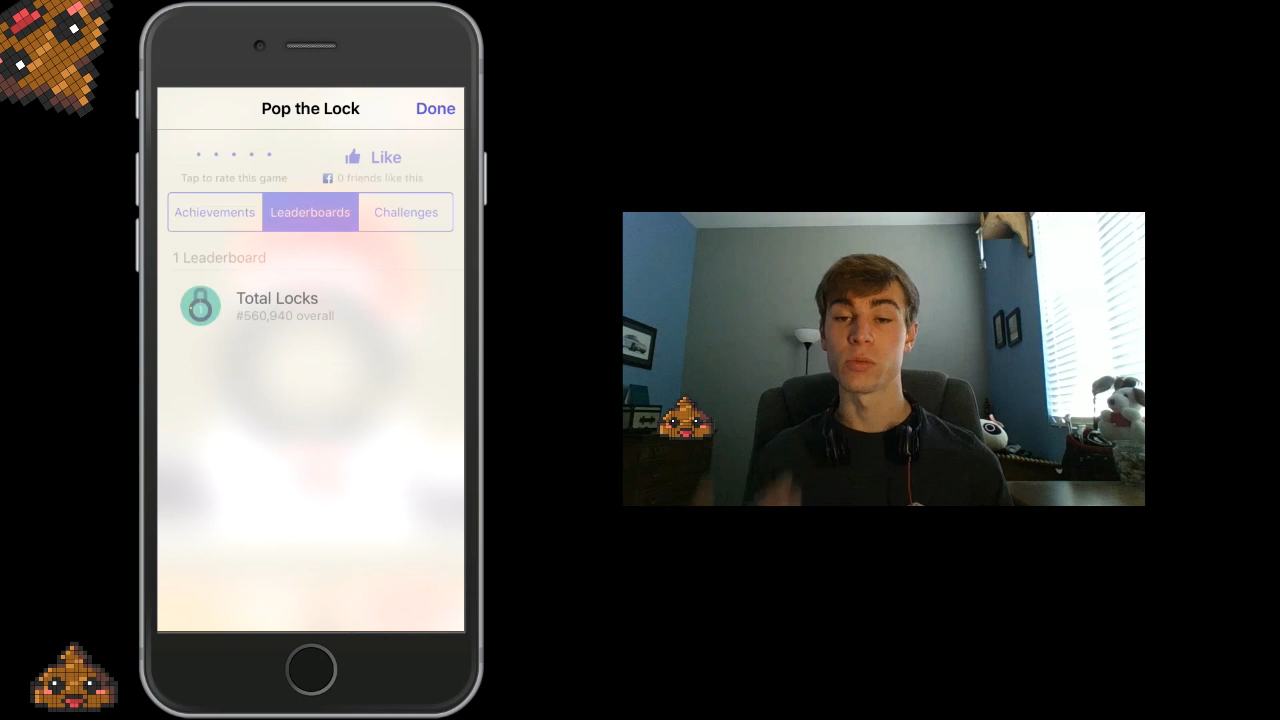 Pop the Lock
Done
Like
Tap to rate this game
0 friends like this
Achievements
Leaderboards
Challenges
1 Leaderboard
Total Locks
#560,940 overall